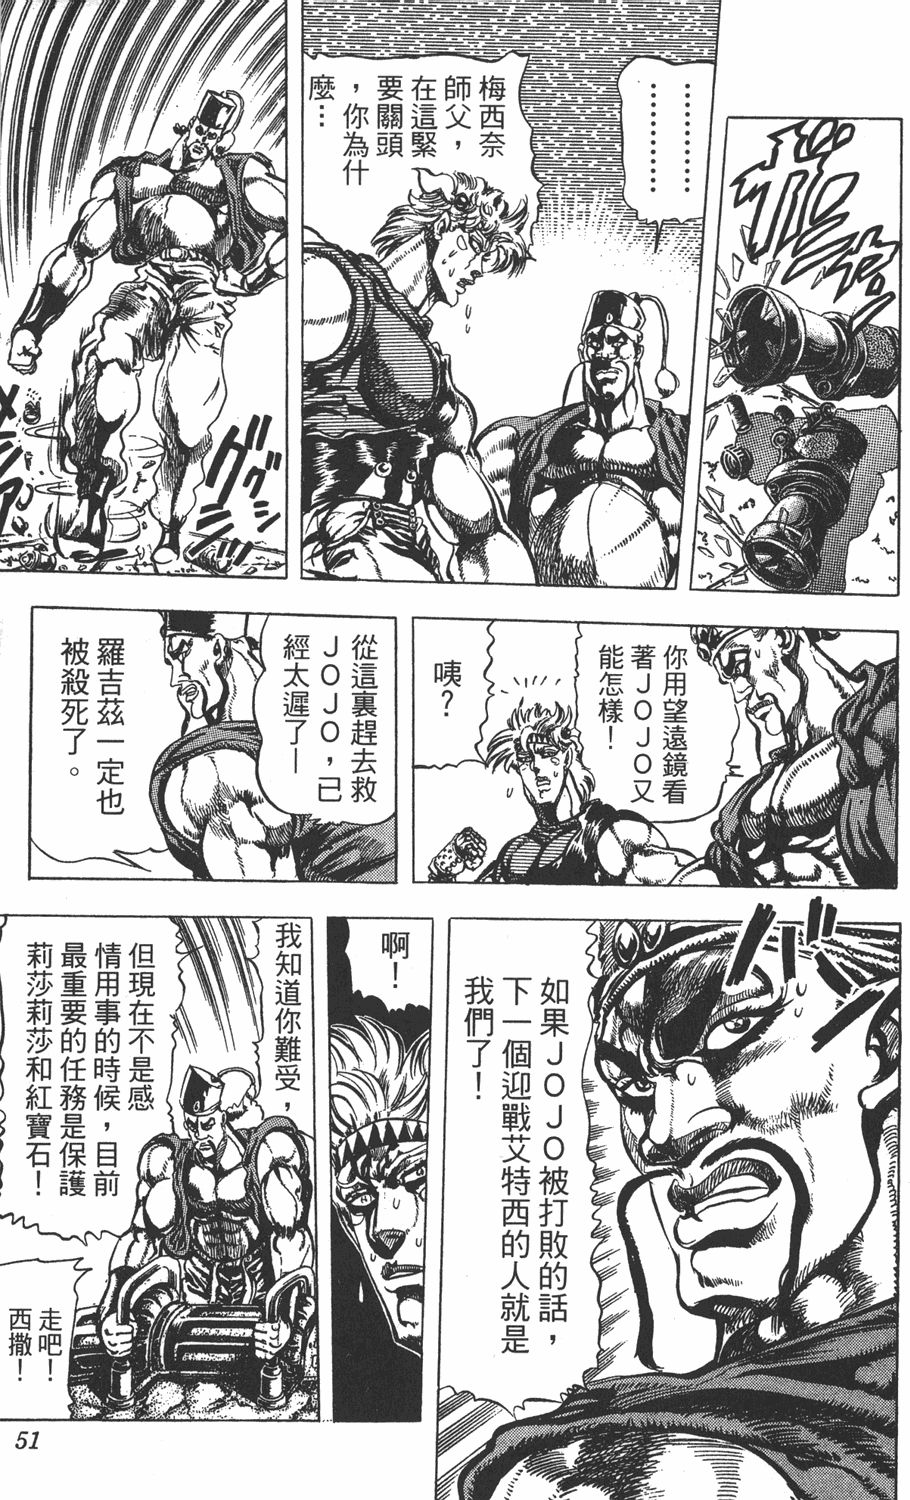 …………
…………
梅西奈
師父，
在這緊
要關頭
，你為什
麼…
グ
グ
グ
你用望遠鏡看
著JOJO又
能怎樣！
咦？
從這裏趕去救
JOJO，已
經太遲了—
羅吉茲一定也
被殺死了。
如果JOJO被打敗的話，
下一個迎戰艾特西的人就是
我們了！
啊！
我知道你難受，
但現在不是感
情用事的時候，目前
最重要的任務是保護
莉莎莉莎和紅寶石！
走吧！
西撒！
51